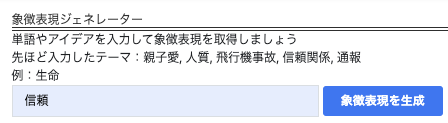 象徴表現ジェネレーター
単語やアイデアを入力して象徴表現を取得しましょう
先ほど入力したテーマ：親子愛, 人質, 飛行機事故, 信頼関係, 通報
例：生命
信頼
象徴表現を生成